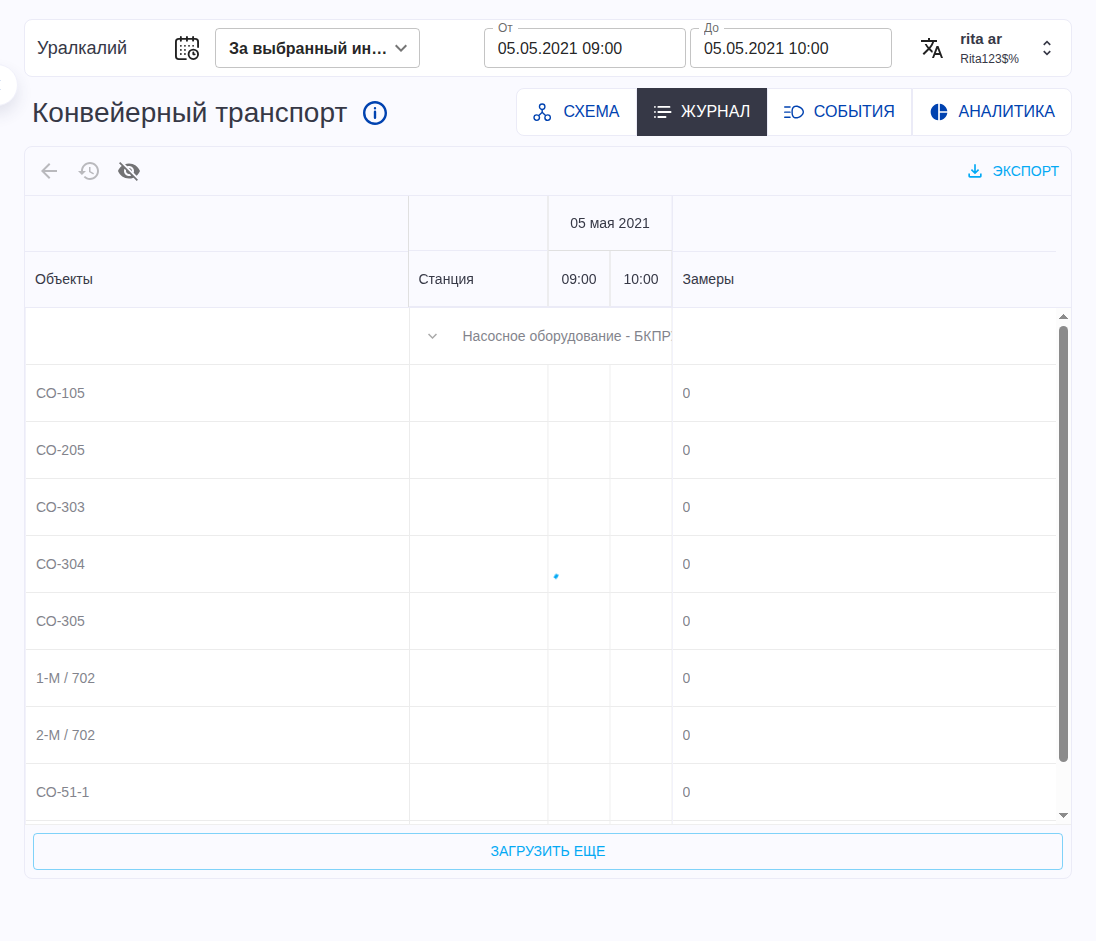 Уралкалий
За выбранный ин...
От
05.05.2021 09:00
До
05.05.2021 10:00
rita ar
Rita123$%
Конвейерный транспорт
СХЕМА
ЖУРНАЛ
СОБЫТИЯ
АНАЛИТИКА
ЭКСПОРТ
05 мая 2021
Объекты
Станция
09:00
10:00
Замеры
Насосное оборудование - БКПР
СО-105
0
СО-205
0
СО-303
0
СО-304
0
СО-305
0
1-М / 702
0
2-М / 702
0
СО-51-1
0
ЗАГРУЗИТЬ ЕЩЕ